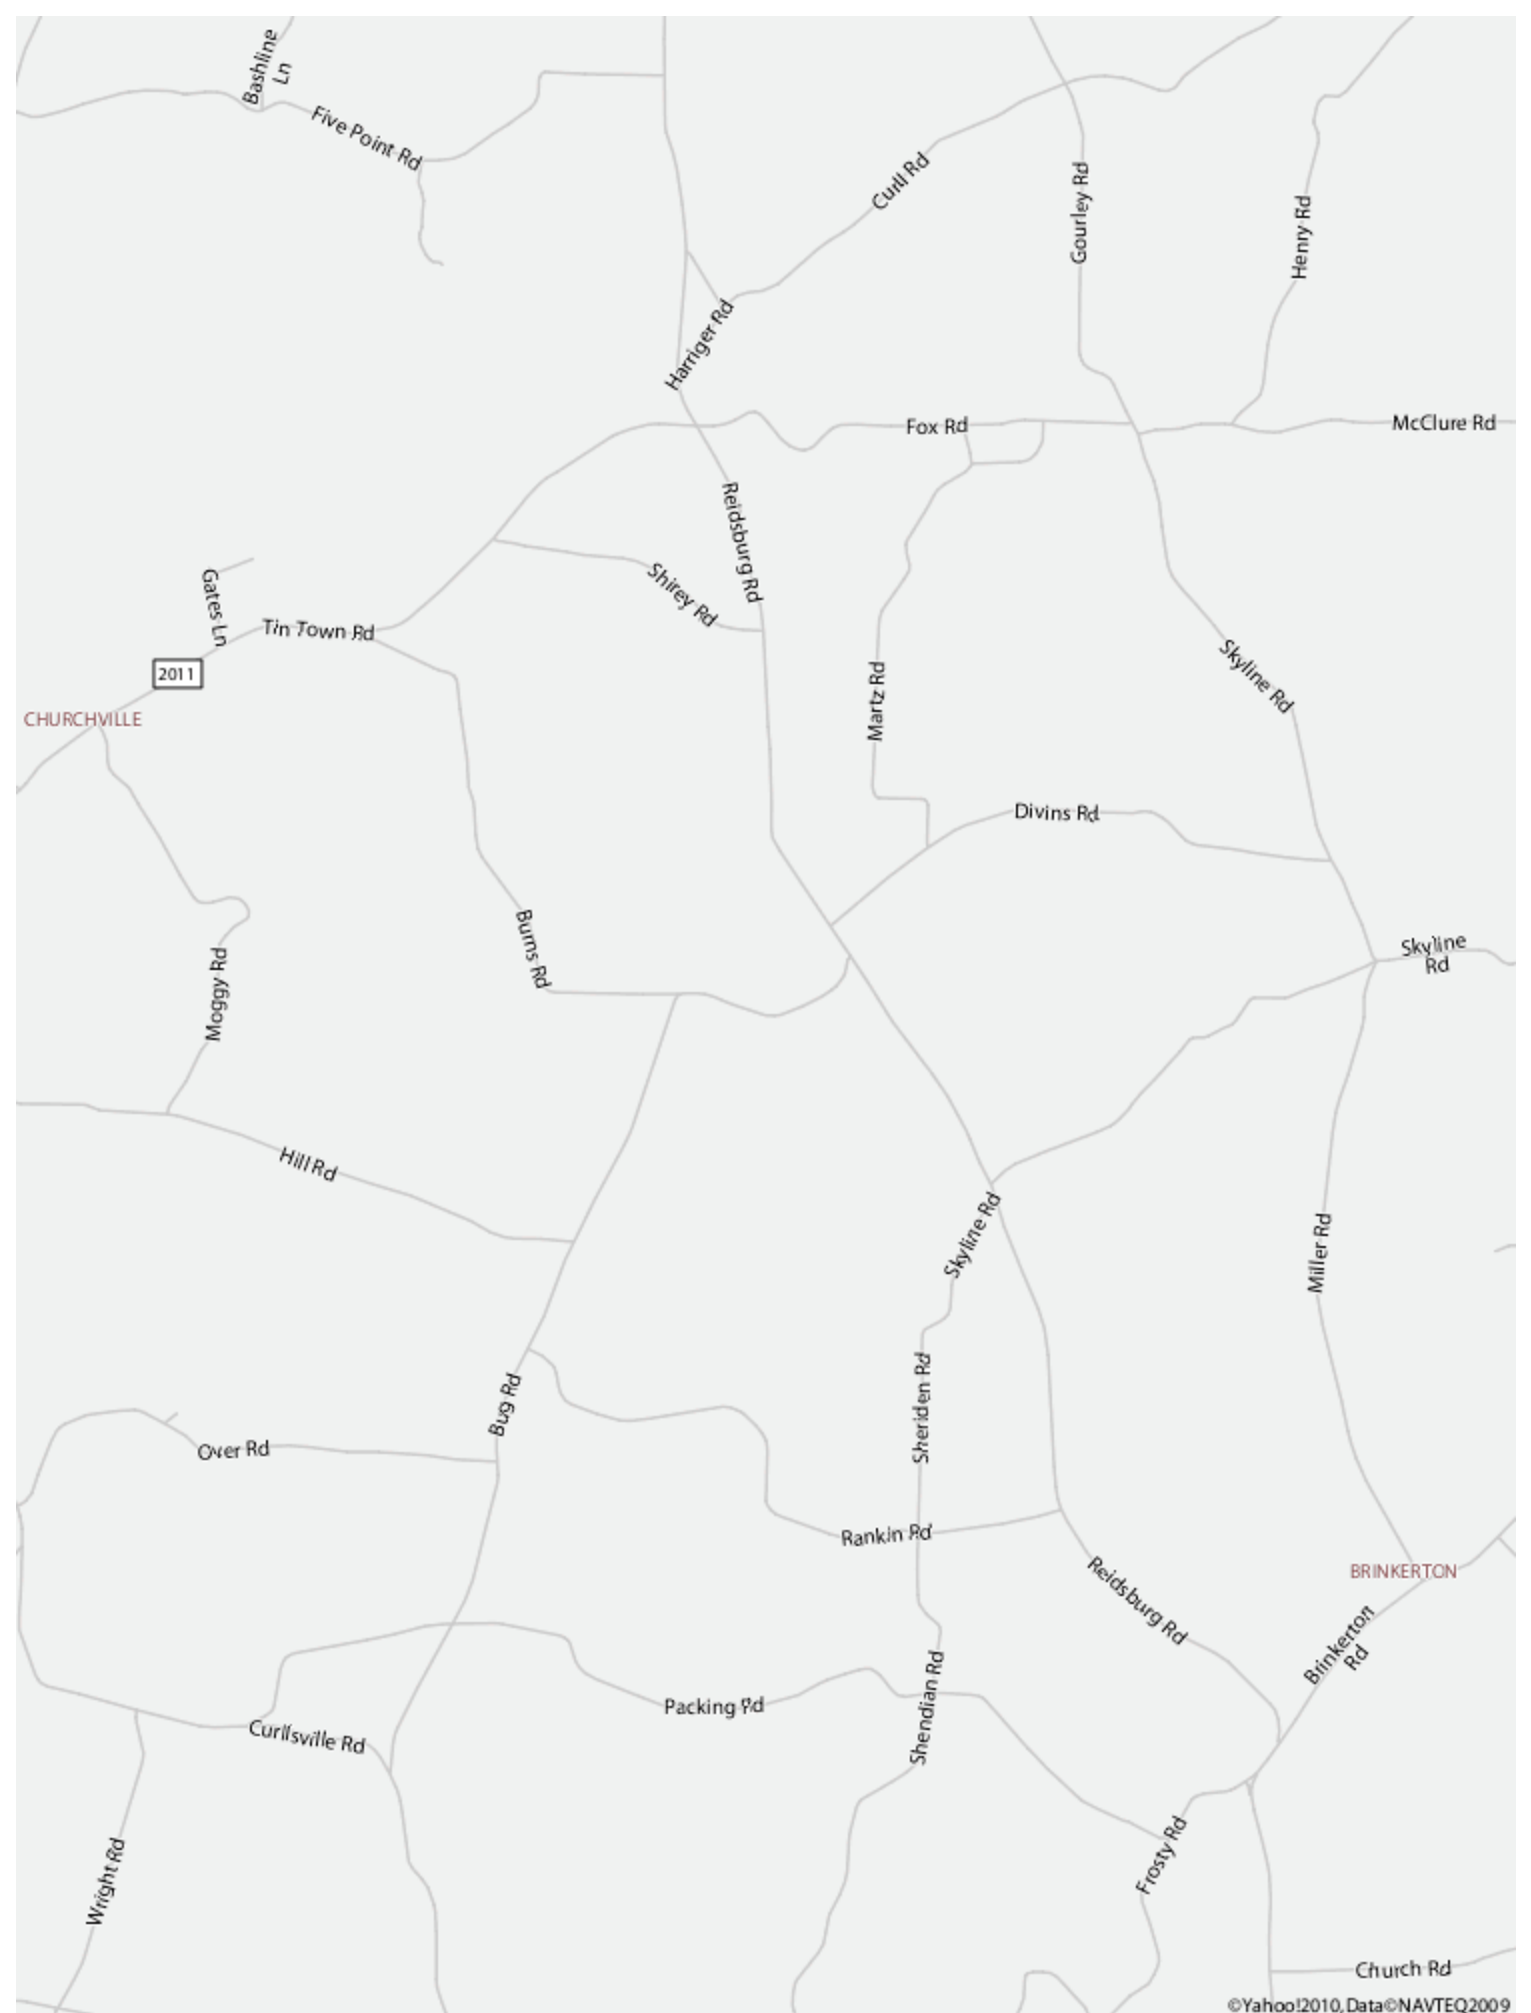 Bashline
Ln
Five Point Rd
Curll Rd
Gourley Rd
Henry Rd
Harriger Rd
Fox Rd
McClure Rd
Reidsburg Rd
Shirey Rd
Gates Ln
Tin Town Rd
2011
CHURCHVILLE
Martz Rd
Skyline Rd
Divins Rd
Burns Rd
Moggy Rd
Skyline
Rd
Hill Rd
Skyline Rd
Miller Rd
Sheriden Rd
Bug Rd
Over Rd
Rankin Rd
Reidsburg Rd
BRINKERTON
Brinkerton
Rd
Packing Rd
Shendian Rd
Curllsville Rd
Wright Rd
Frosty Rd
Church Rd
©Yahoo!2010, Data©NAVTEQ2009